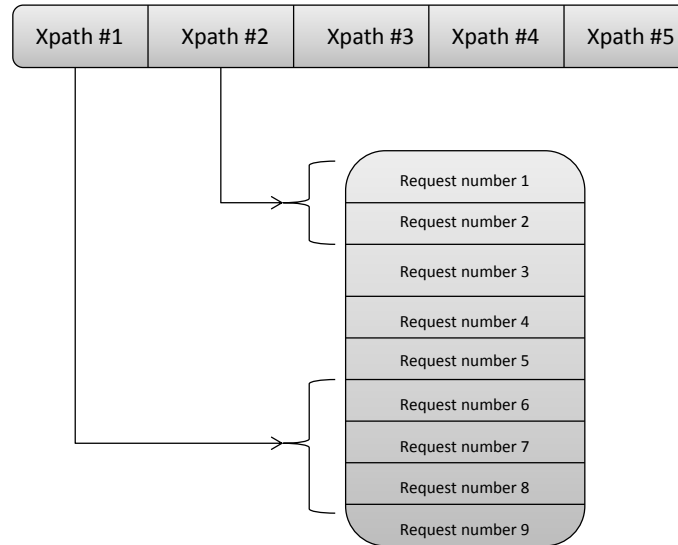 Xpath #1 Xpath #2 Xpath #3 Xpath #4 Xpath #5
Request number 1
Request number 2
Request number 3
Request number 4
Request number 5
Request number 6
Request number 7
Request number 8
Request number 9